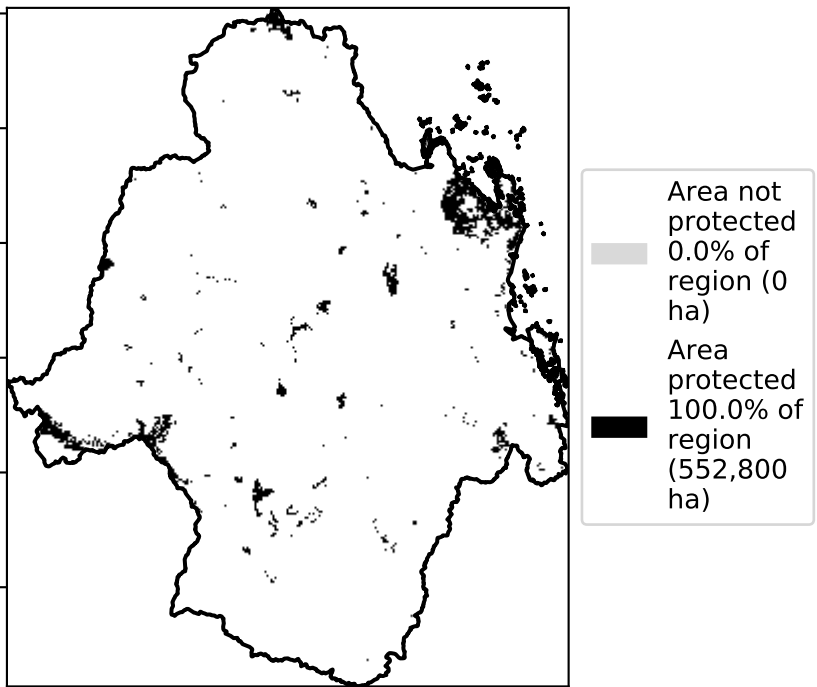 Area not
protected
0.0% of
region (0
ha)
Area
protected
100.0% of
region
(552,800
ha)